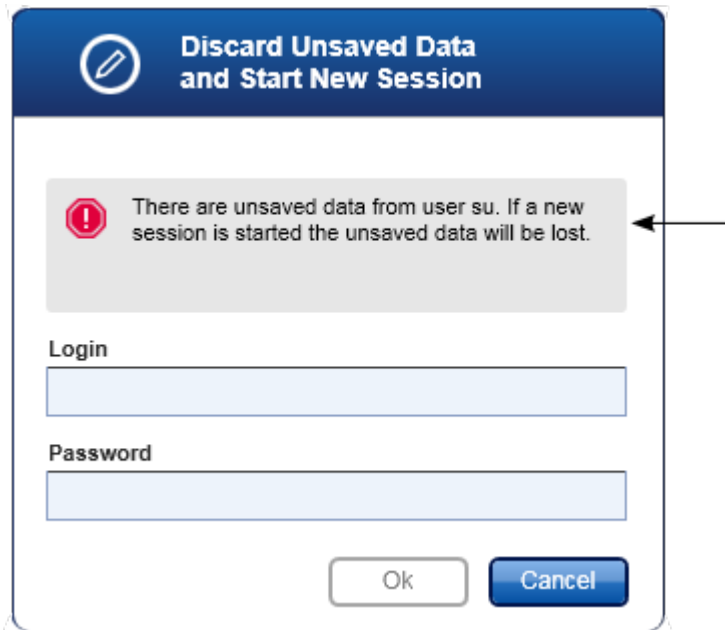 Discard Unsaved Data
and Start New Session
There are unsaved data from user su. If a new
session is started the unsaved data will be lost.
Login
Password
Ok
Cancel